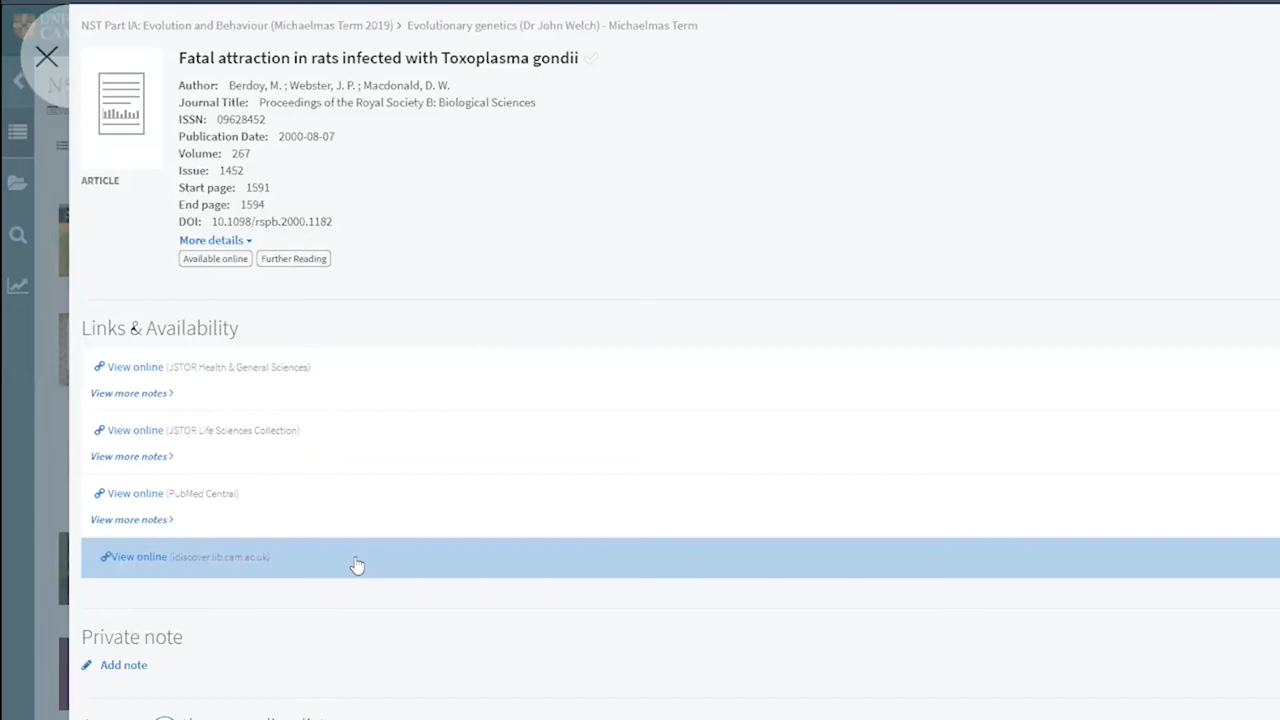 NST Part IA: Evolution and Behaviour (Michaelmas Term 2019) > Evolutionary genetics (Dr John Welch) - Michaelmas Term
Fatal attraction in rats infected with Toxoplasma gondii
Author: Berdoy, M. ; Webster, J. P. ; Macdonald, D. W.
Journal Title: Proceedings of the Royal Society B: Biological Sciences
ISSN: 09628452
Publication Date: 2000-08-07
Volume: 267
Issue: 1452
Start page: 1591
End page: 1594
DOI: 10.1098/rspb.2000.1182
More details
Available online Further Reading
ARTICLE
Links & Availability
View online (JSTOR Health & General Sciences)
View more notes >
View online (JSTOR Life Sciences Collection)
View more notes >
View online (PubMed Central)
View more notes >
View online (idiscover.lib.cam.ac.uk)
Private note
Add note